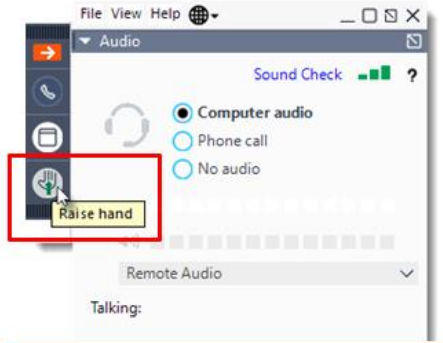 File View Help
Audio
Sound Check ?
Computer audio
Phone call
No audio
Raise hand
Remote Audio
Talking: